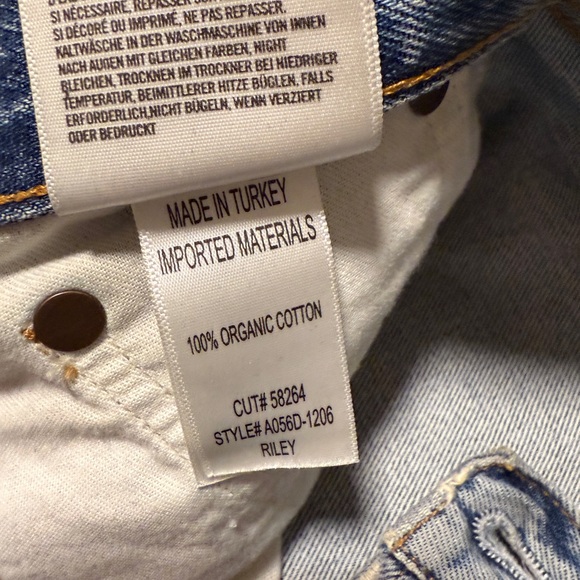 SI NÉCESSAIRE, REPASSER
SI DÉCORÉ OU IMPRIMÉ, NE PAS REPASSER.
KALTWÄSCHE IN DER WASCHMASCHINE VON INNEN
NACH AUßEN MIT GLEICHEN FARBEN, NIGHT
BLEICHEN, TROCKNEN IM TROCKNER BEI NIEDRIGER
TEMPERATUR, BEIMITTLERER HITZE BÜGLEN, FALLS
ERFORDERLICH,NICHT BÜGELN, WENN VERZIERT
ODER BEDRUCKT
MADE IN TURKEY
IMPORTED MATERIALS
100% ORGANIC COTTON
CUT# 58264
STYLE# A056D-1206
RILEY